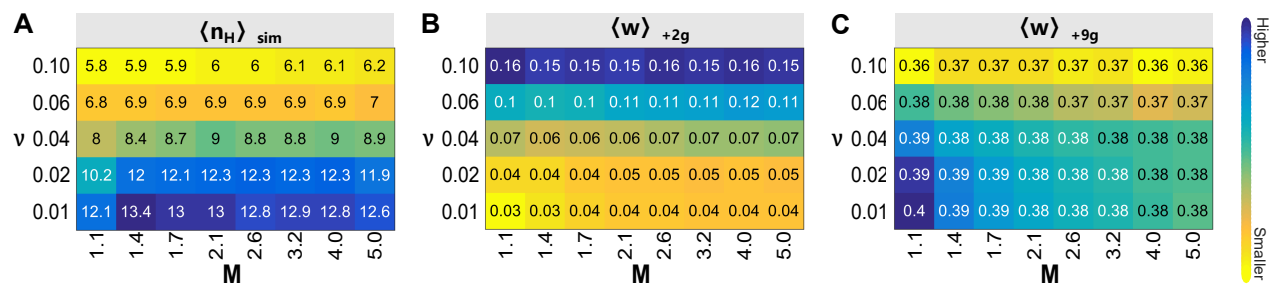 A
⟨n_H⟩ sim
0.10 5.8 5.9 5.9 6 6 6.1 6.1 6.2
0.06 6.8 6.9 6.9 6.9 6.9 6.9 6.9 7
ν 0.04 8 8.4 8.7 9 8.8 8.8 9 8.9
0.02 10.2 12 12.1 12.3 12.3 12.3 12.3 11.9
0.01 12.1 13.4 13 13 12.8 12.9 12.8 12.6
1.1 1.4 1.7 2.1 2.6 3.2 4.0 5.0
M
B
⟨w⟩ +2g
0.10 0.16 0.15 0.15 0.15 0.16 0.15 0.16 0.15
0.06 0.1 0.1 0.1 0.11 0.11 0.11 0.12 0.11
ν 0.04 0.07 0.06 0.06 0.06 0.07 0.07 0.07 0.07
0.02 0.04 0.04 0.04 0.05 0.05 0.05 0.05 0.05
0.01 0.03 0.03 0.04 0.04 0.04 0.04 0.04 0.04
1.1 1.4 1.7 2.1 2.6 3.2 4.0 5.0
M
C
⟨w⟩ +9g
0.10 0.36 0.37 0.37 0.36 0.37 0.37 0.36 0.36
0.06 0.38 0.38 0.38 0.38 0.37 0.37 0.37 0.37
ν 0.04 0.39 0.38 0.38 0.38 0.38 0.38 0.38 0.38
0.02 0.39 0.39 0.38 0.38 0.38 0.38 0.38 0.38
0.01 0.4 0.39 0.39 0.38 0.38 0.38 0.38 0.38
1.1 1.4 1.7 2.1 2.6 3.2 4.0 5.0
M
Higher
Smaller